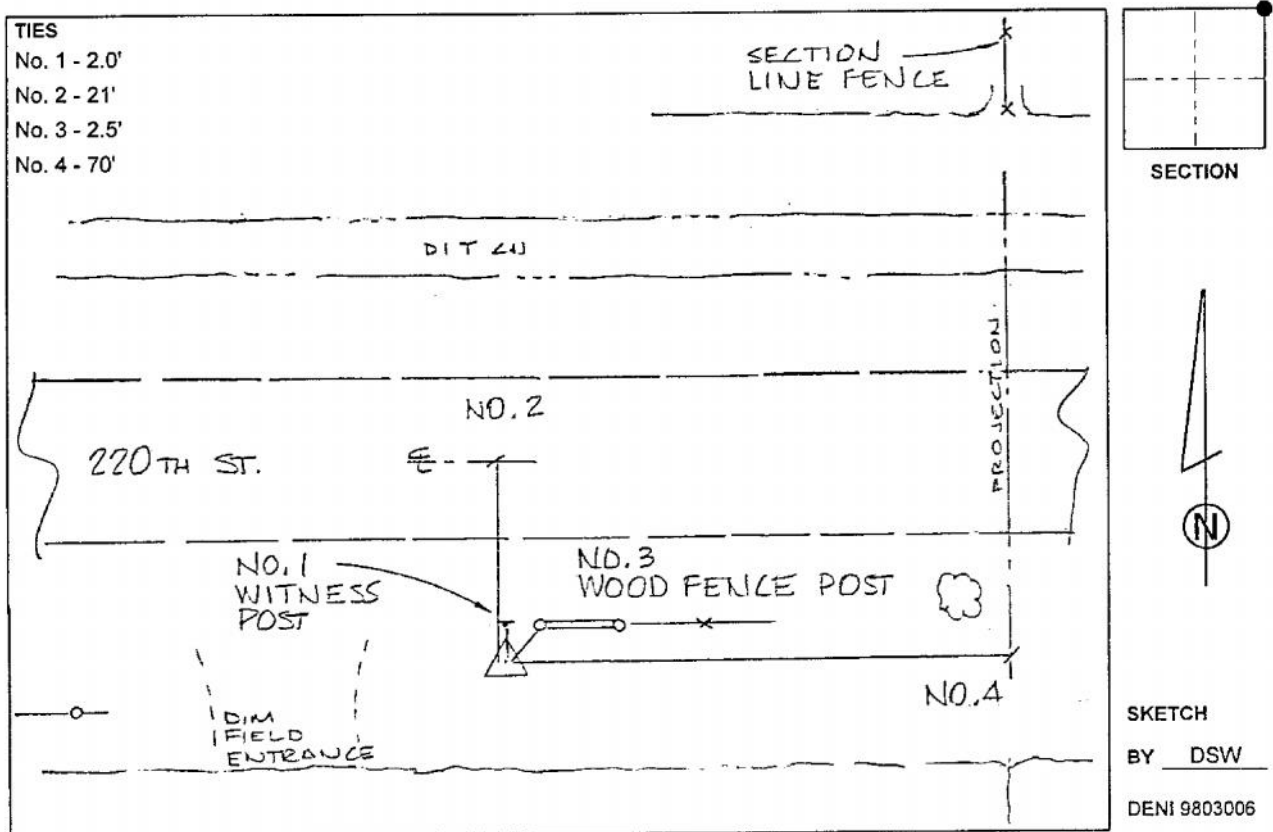 TIES
No. 1 - 2.0'
No. 2 - 21'
No. 3 - 2.5'
No. 4 - 70'
SECTION
LINE FENCE
SECTION
DITCH
PROJECTION
NO. 2
220TH ST.
℄
N
NO. 1
WITNESS
POST
NO. 3
WOOD FENCE POST
NO. 4
DIM
FIELD
ENTRANCE
SKETCH
BY DSW
DENI 9803006